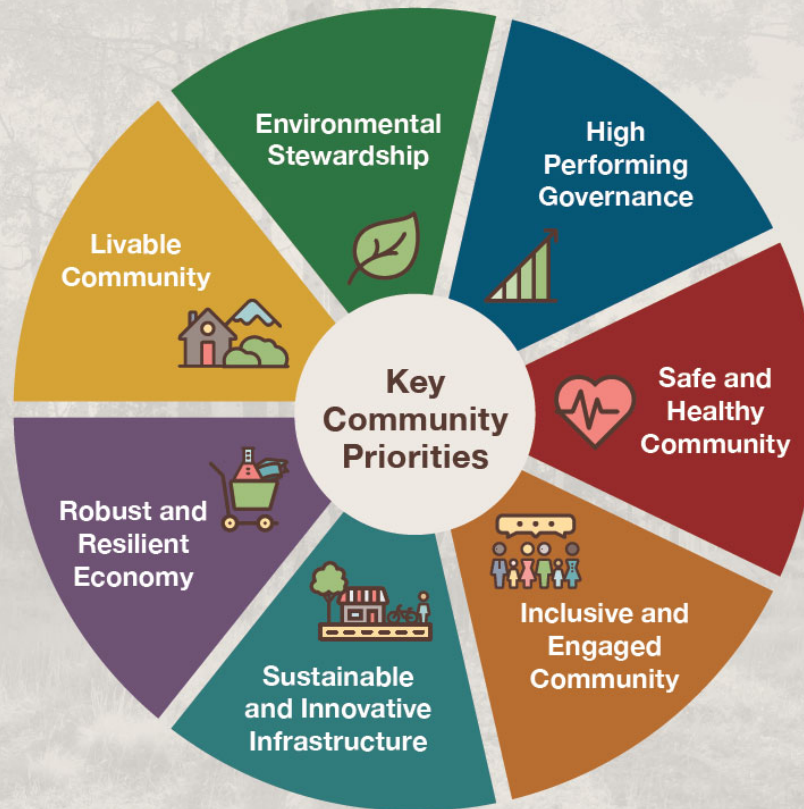 Environmental
Stewardship
High
Performing
Governance
Livable
Community
Key
Community
Priorities
Safe and
Healthy
Community
Robust and
Resilient
Economy
Inclusive and
Engaged
Community
Sustainable
and Innovative
Infrastructure